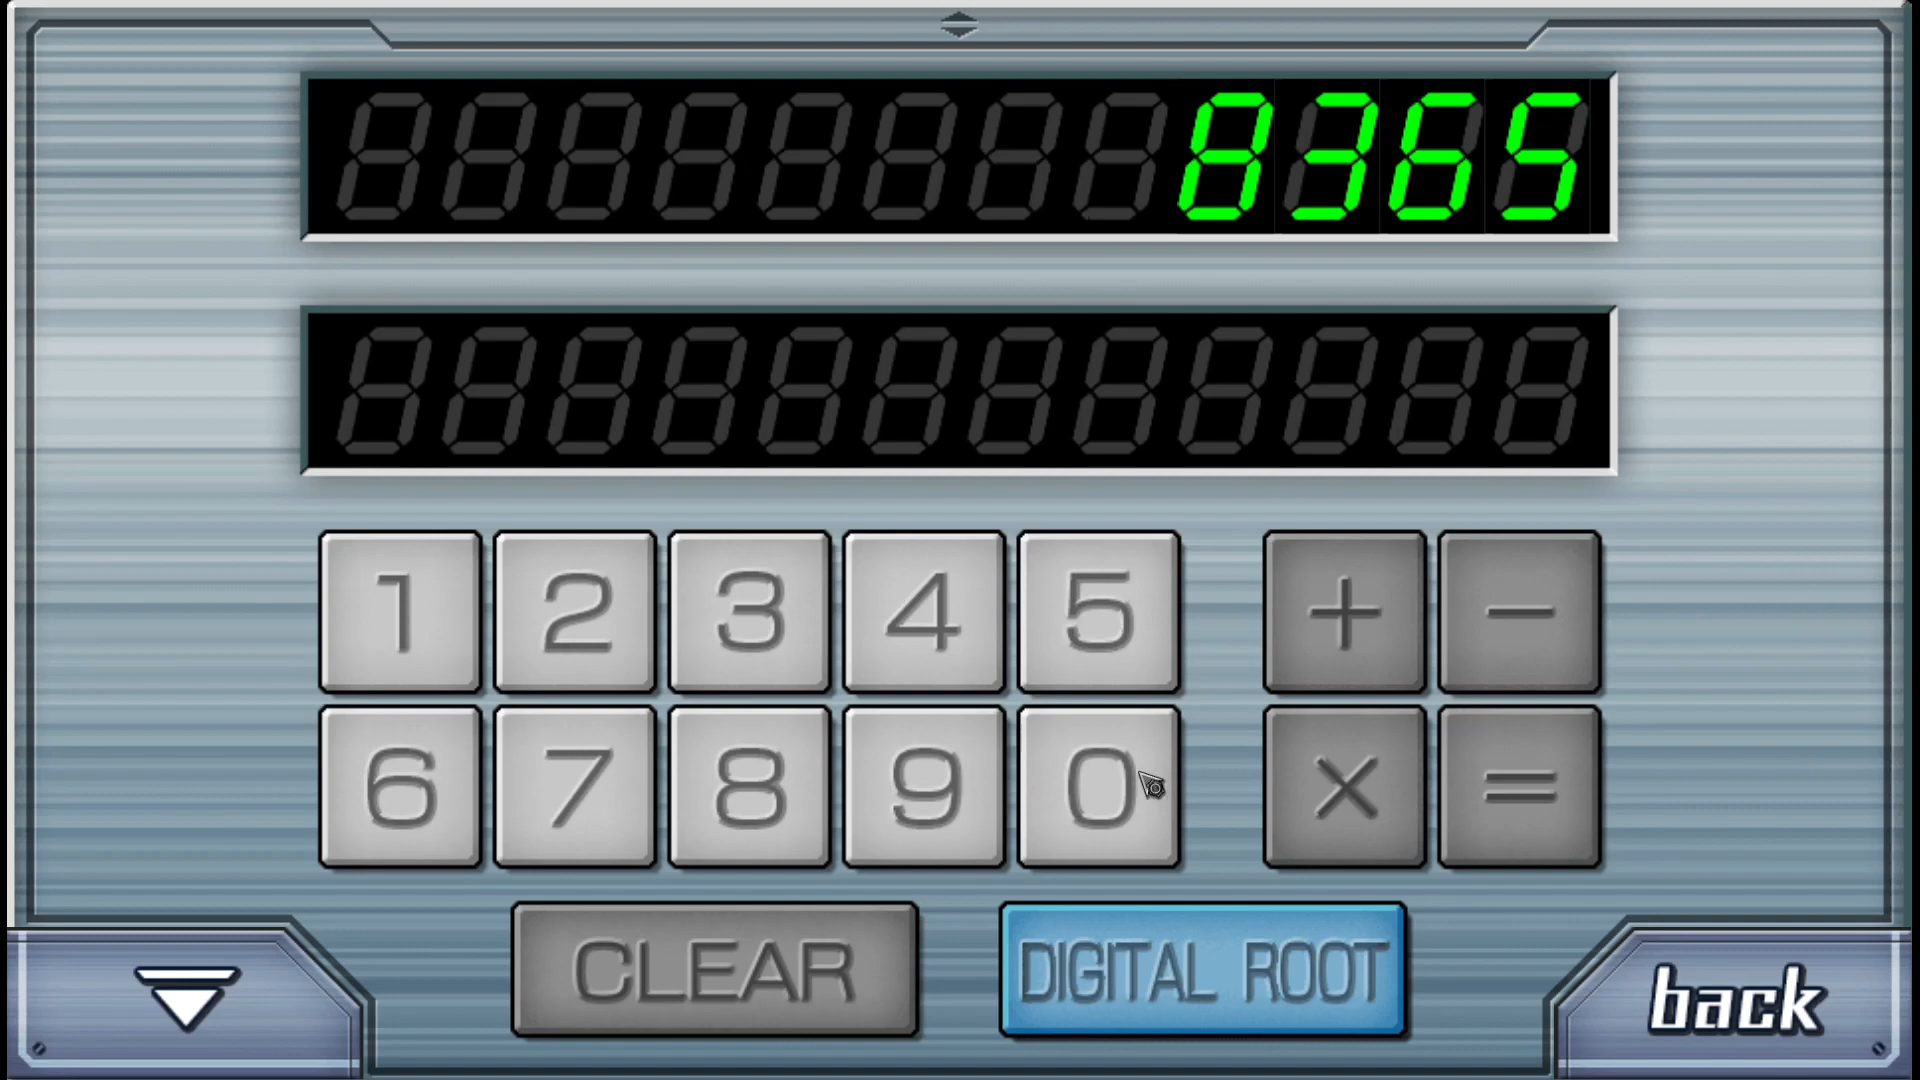 8365
1 2 3 4 5 + −
6 7 8 9 0 × =
CLEAR DIGITAL ROOT
back